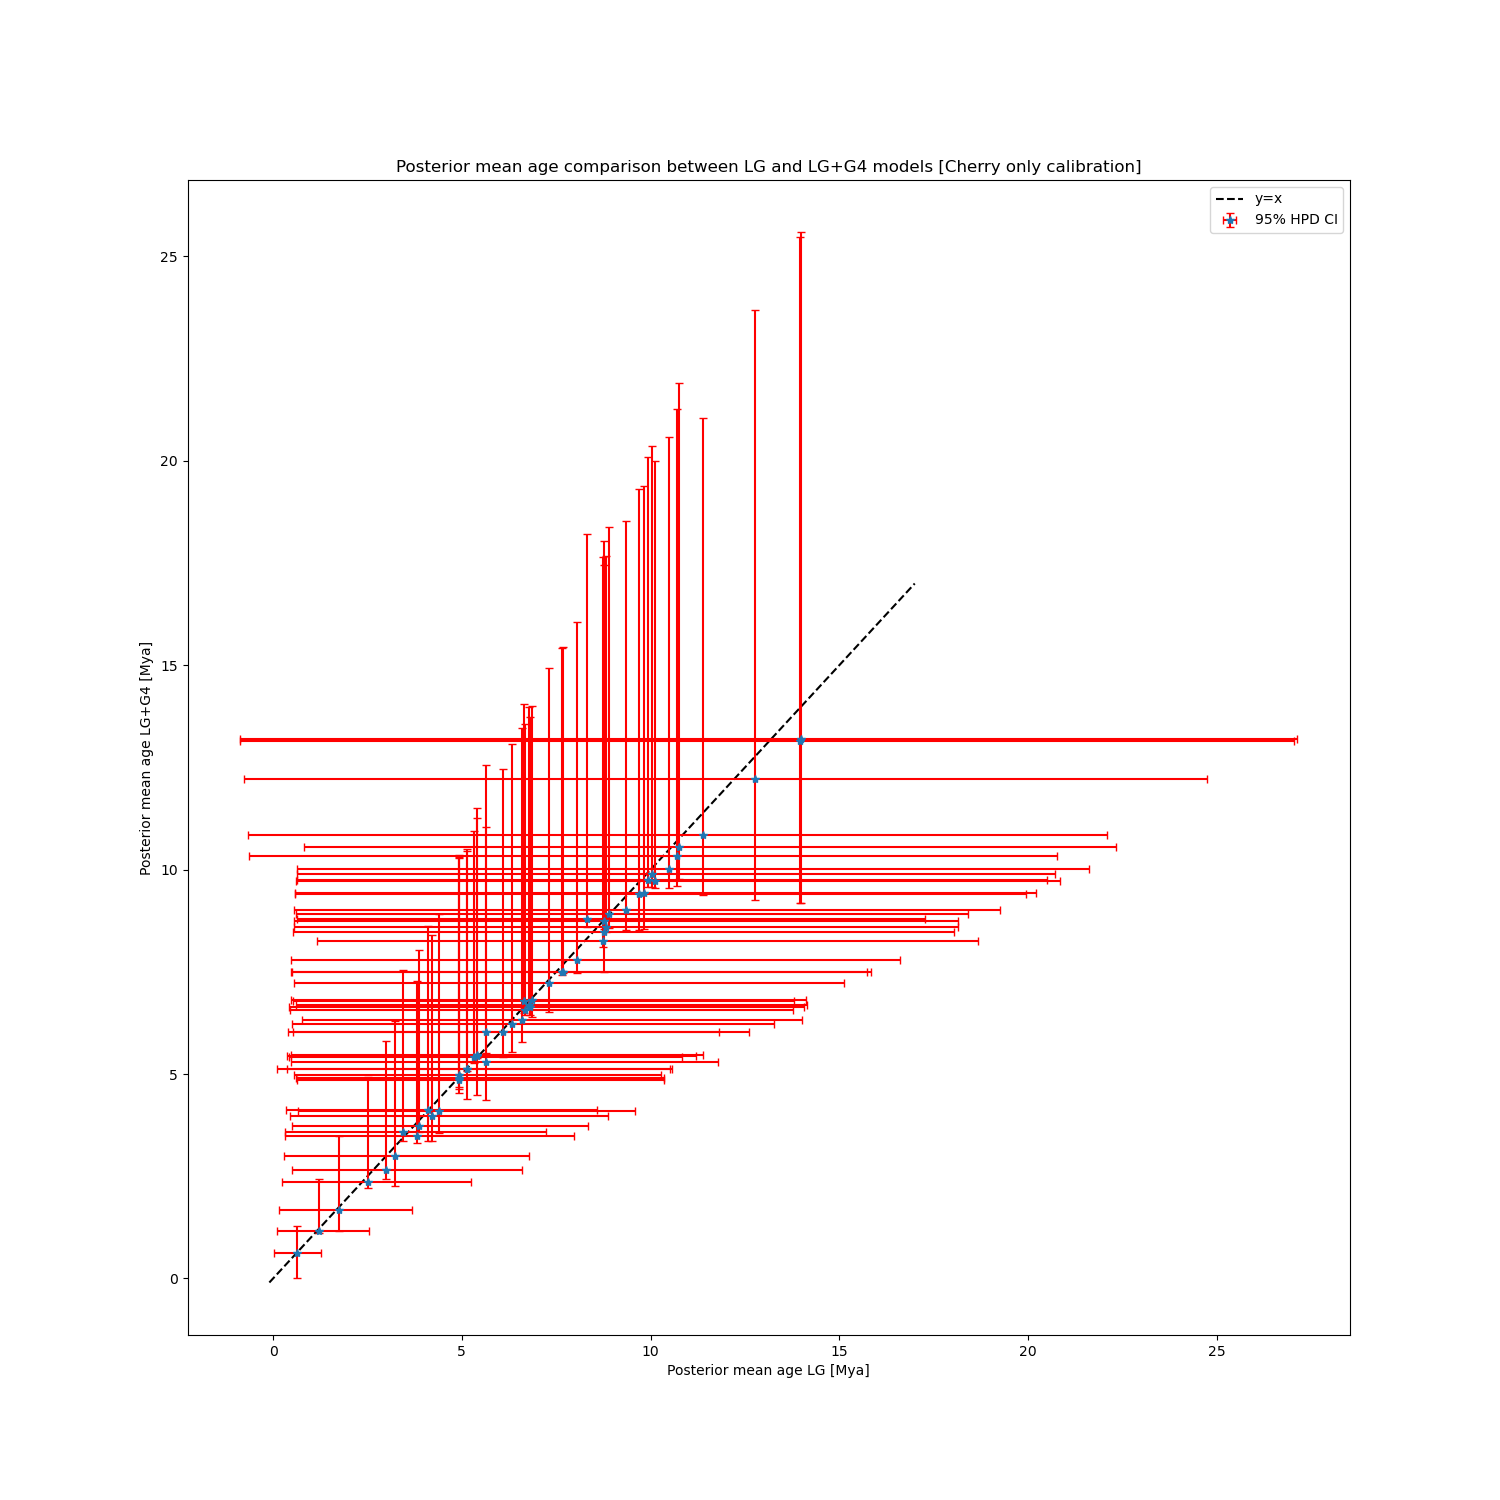 Posterior mean age comparison between LG and LG+G4 models [Cherry only calibration]
y=x
95% HPD CI
Posterior mean age LG+G4 [Mya]
25
20
15
10
5
0
0 5 10 15 20 25
Posterior mean age LG [Mya]